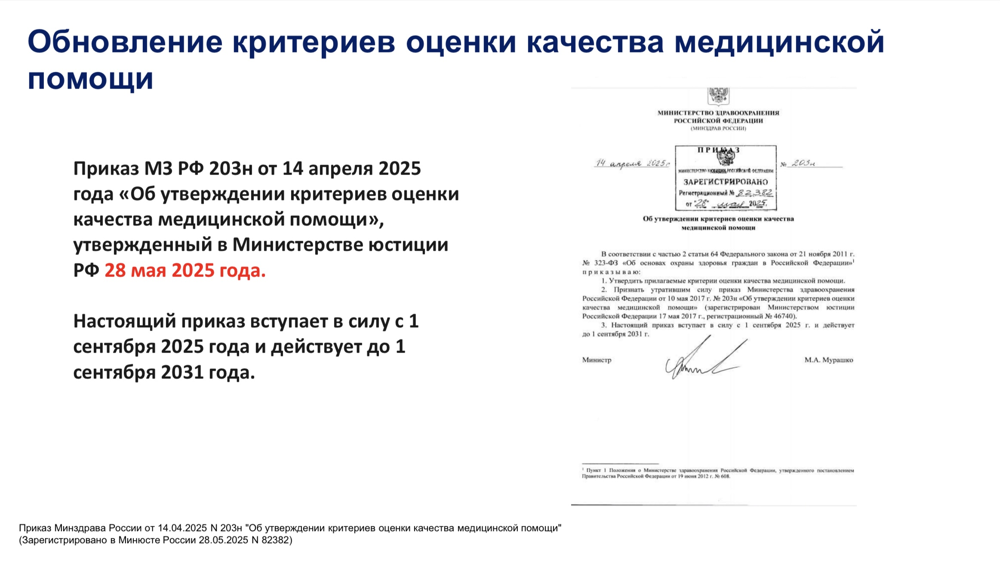 Обновление критериев оценки качества медицинской
помощи
Приказ МЗ РФ 203н от 14 апреля 2025
года «Об утверждении критериев оценки
качества медицинской помощи»,
утвержденный в Министерстве юстиции
РФ 28 мая 2025 года.
Настоящий приказ вступает в силу с 1
сентября 2025 года и действует до 1
сентября 2031 года.
МИНИСТЕРСТВО ЗДРАВООХРАНЕНИЯ
РОССИЙСКОЙ ФЕДЕРАЦИИ
(МИНЗДРАВ РОССИИ)
ПРИКАЗ
14 апреля 2025г
№ 203н
МИНИСТЕРСТВО ЮСТИЦИИ РОССИЙСКОЙ ФЕДЕРАЦИИ
ЗАРЕГИСТРИРОВАНО
Регистрационный № 82382
от "28" мая 2025.
Об утверждении критериев оценки качества
медицинской помощи
В соответствии с частью 2 статьи 64 Федерального закона от 21 ноября 2011 г.
№ 323-ФЗ «Об основах охраны здоровья граждан в Российской Федерации»¹
приказываю:
1. Утвердить прилагаемые критерии оценки качества медицинской помощи.
2. Признать утратившим силу приказ Министерства здравоохранения
Российской Федерации от 10 мая 2017 г. № 203н «Об утверждении критериев оценки
качества медицинской помощи» (зарегистрирован Министерством юстиции
Российской Федерации 17 мая 2017 г., регистрационный № 46740).
3. Настоящий приказ вступает в силу с 1 сентября 2025 г. и действует
до 1 сентября 2031 г.
Министр
М.А. Мурашко
¹ Пункт 1 Положения о Министерстве здравоохранения Российской Федерации, утвержденного постановлением
Правительства Российской Федерации от 19 июня 2012 г. № 608.
Приказ Минздрава России от 14.04.2025 N 203н "Об утверждении критериев оценки качества медицинской помощи"
(Зарегистрировано в Минюсте России 28.05.2025 N 82382)